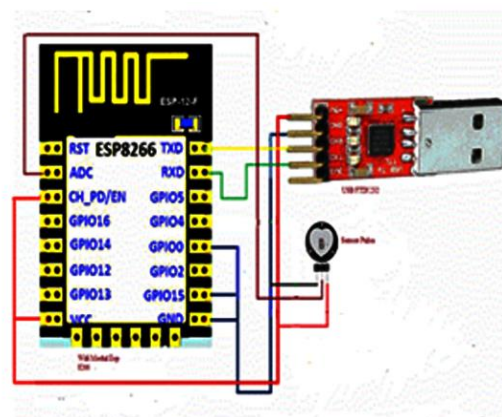 ESP-12-F
RST ESP8266 TXD
ADC RXD
CH_PD/EN GPIO5
GPIO16 GPIO4
GPIO14 GPIO0
GPIO12 GPIO2
GPIO13 GPIO15
VCC GND
Sensor Pulse